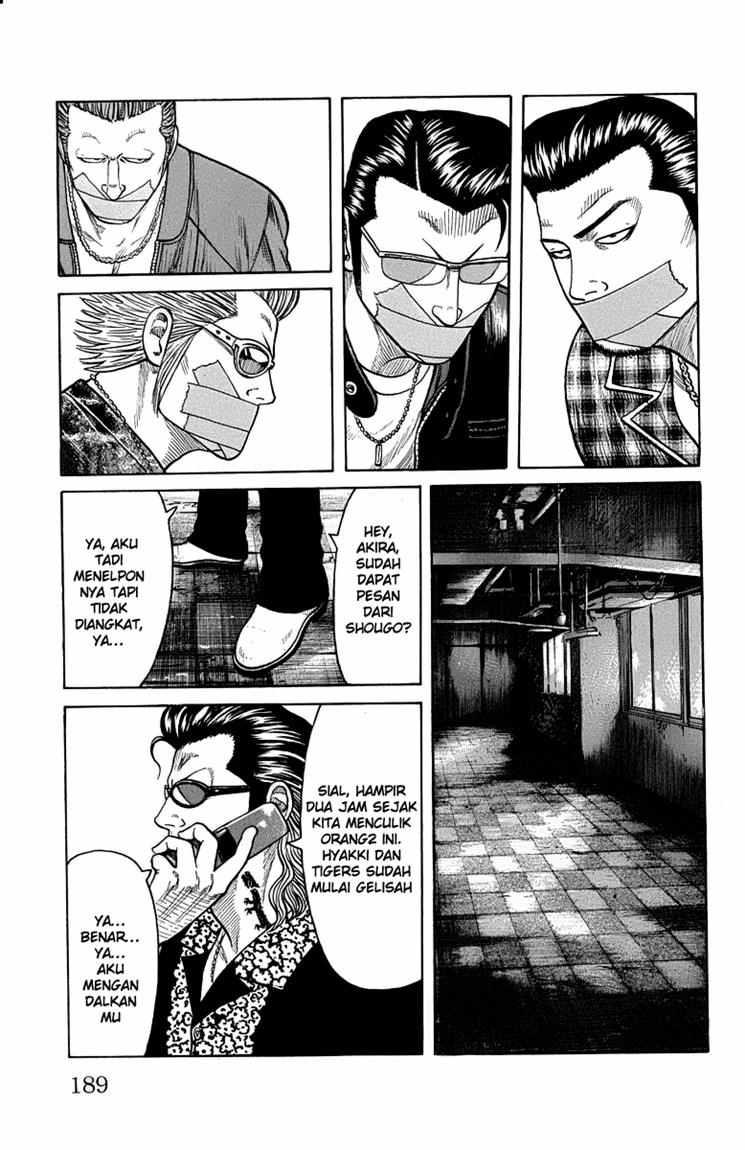 HEY,
AKIRA,
SUDAH
DAPAT
PESAN
DARI
SHOUGO?
YA, AKU
TADI
MENELPON
NYA TAPI
TIDAK
DIANGKAT,
YA...
SIAL, HAMPIR
DUA JAM SEJAK
KITA MENCULIK
ORANG2 INI.
HYAKKI DAN
TIGERS SUDAH
MULAI GELISAH
YA...
BENAR...
YA...
AKU
MENGAN
DALKAN
MU
189